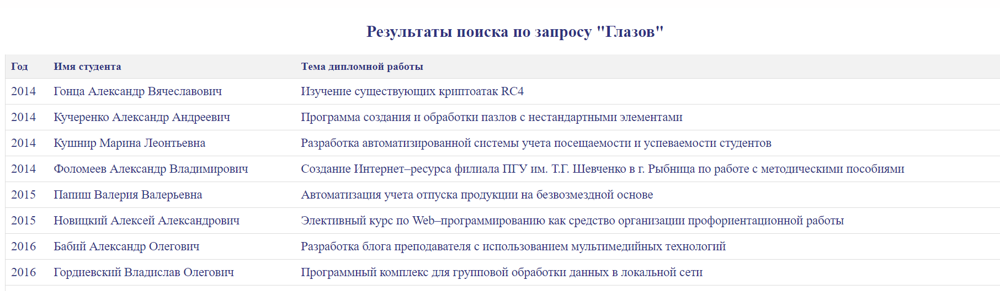 Результаты поиска по запросу "Глазов"
Год Имя студента Тема дипломной работы
2014 Гонца Александр Вячеславович Изучение существующих криптоатак RC4
2014 Кучеренко Александр Андреевич Программа создания и обработки пазлов с нестандартными элементами
2014 Кушнир Марина Леонтьевна Разработка автоматизированной системы учета посещаемости и успеваемости студентов
2014 Фоломеев Александр Владимирович Создание Интернет–ресурса филиала ПГУ им. Т.Г. Шевченко в г. Рыбница по работе с методическими пособиями
2015 Папиш Валерия Валерьевна Автоматизация учета отпуска продукции на безвозмездной основе
2015 Новицкий Алексей Александрович Элективный курс по Web–программированию как средство организации профориентационной работы
2016 Бабий Александр Олегович Разработка блога преподавателя с использованием мультимедийных технологий
2016 Гордиевский Владислав Олегович Программный комплекс для групповой обработки данных в локальной сети